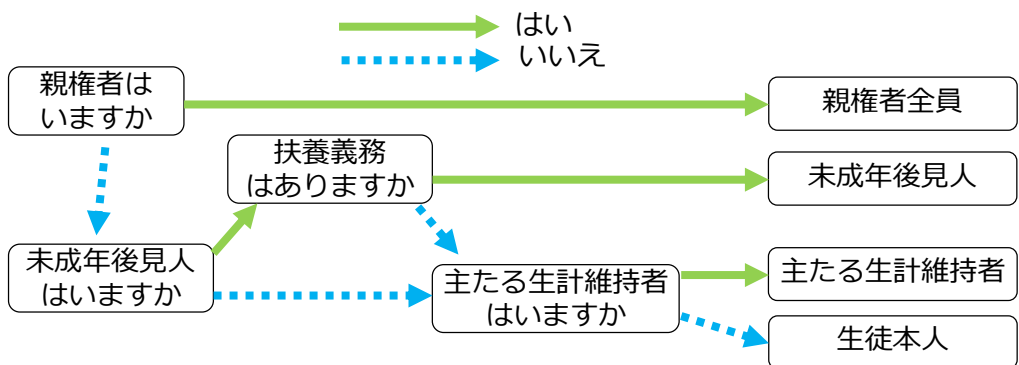 はい
いいえ
親権者は
いますか
親権者全員
扶養義務
はありますか
未成年後見人
未成年後見人
はいますか
主たる生計維持者
はいますか
主たる生計維持者
生徒本人